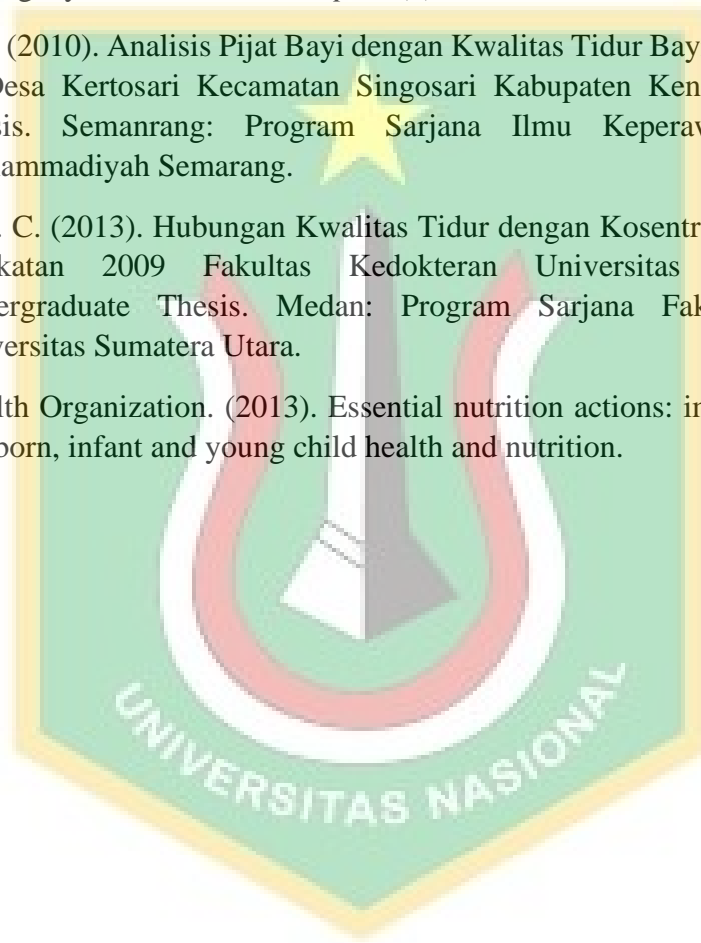 (2010). Analisis Pijat Bayi dengan Kwalitas Tidur Bay
Desa Kertosari Kecamatan Singosari Kabupaten Ken
sis. Semanrang: Program Sarjana Ilmu Keperaw
ammadiyah Semarang.
. C. (2013). Hubungan Kwalitas Tidur dengan Kosentr
katan 2009 Fakultas Kedokteran Universitas
ergraduate Thesis. Medan: Program Sarjana Fak
versitas Sumatera Utara.
lth Organization. (2013). Essential nutrition actions: in
born, infant and young child health and nutrition.
UNIVERSITAS NASIONAL